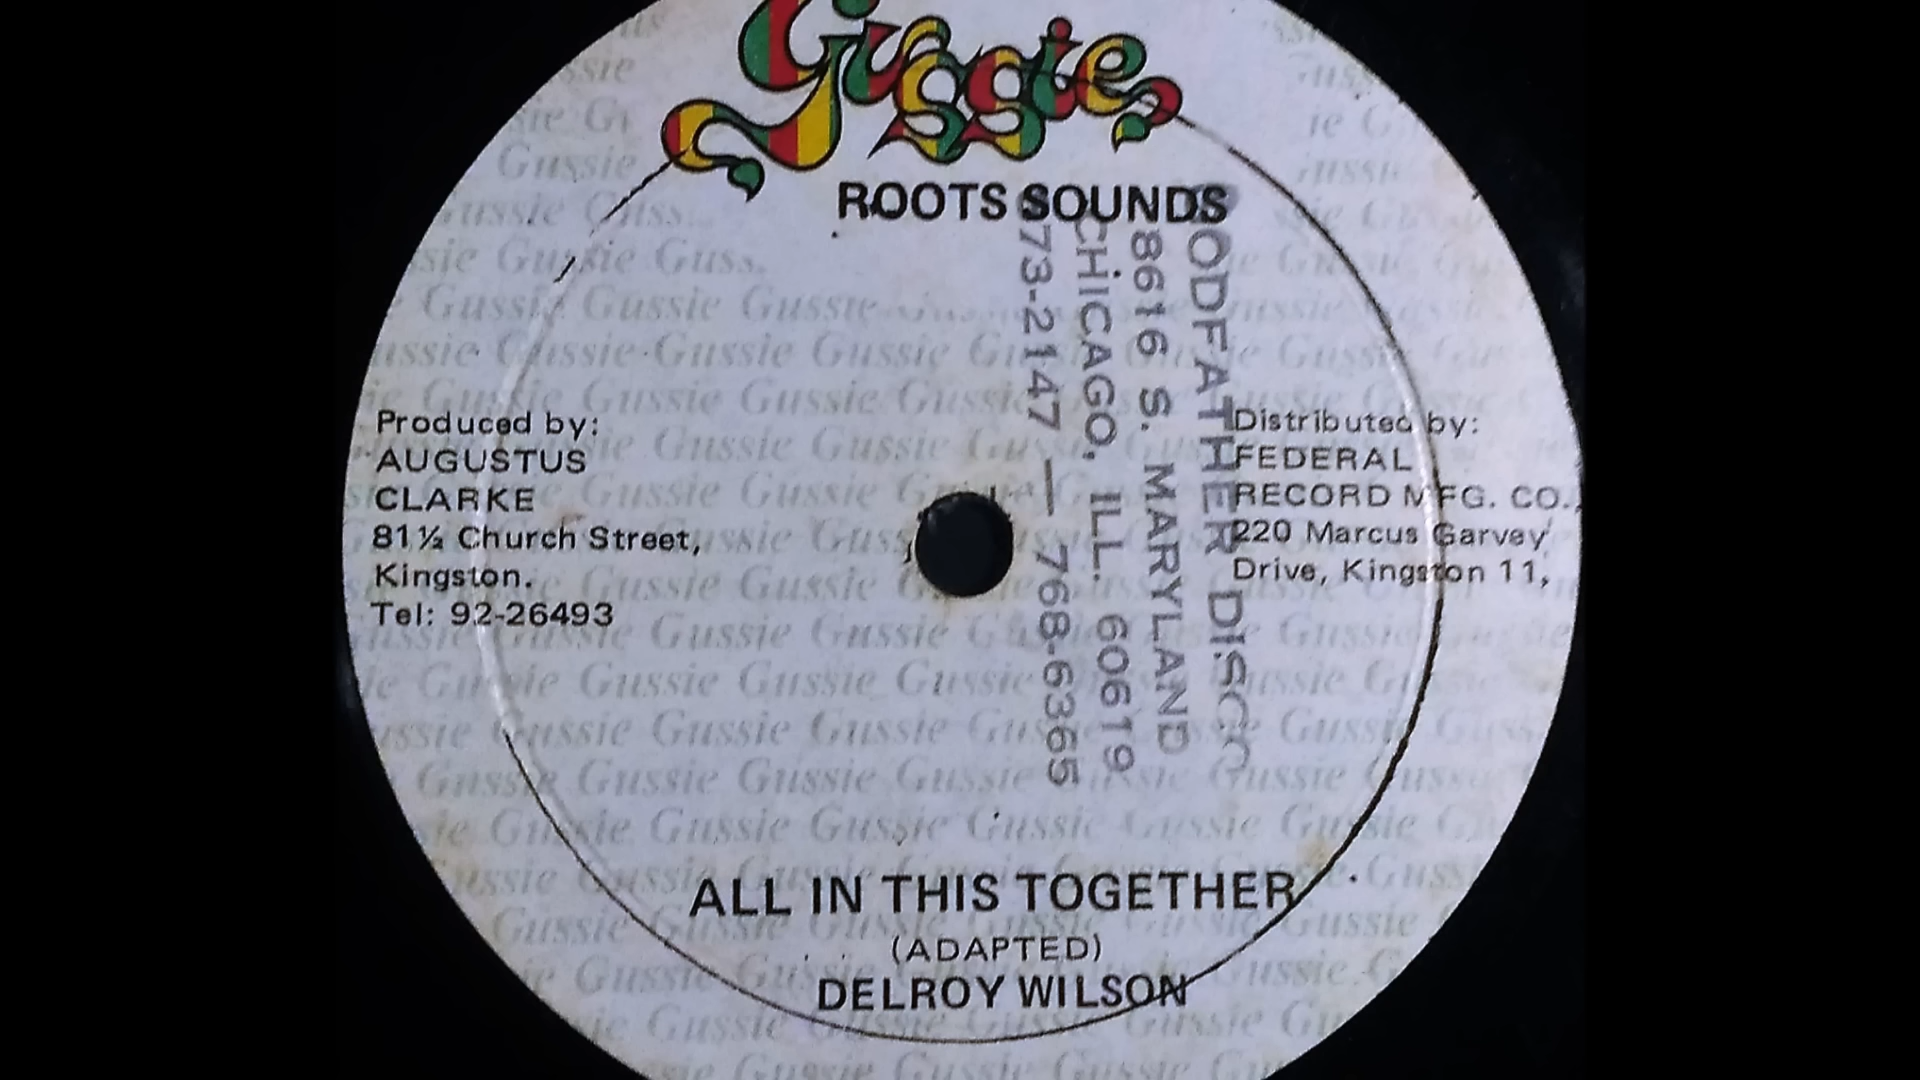 Gussie
ROOTS SOUNDS
Produced by:
AUGUSTUS
CLARKE
81½ Church Street,
Kingston.
Tel: 92-26493
Distributed by:
FEDERAL
RECORD MFG. CO.,
220 Marcus Garvey
Drive, Kingston 11,
GODFATHER DISCO
8616 S. MARYLAND
CHICAGO, ILL. 60619
873-2147 — 768-6365
ALL IN THIS TOGETHER
(ADAPTED)
DELROY WILSON